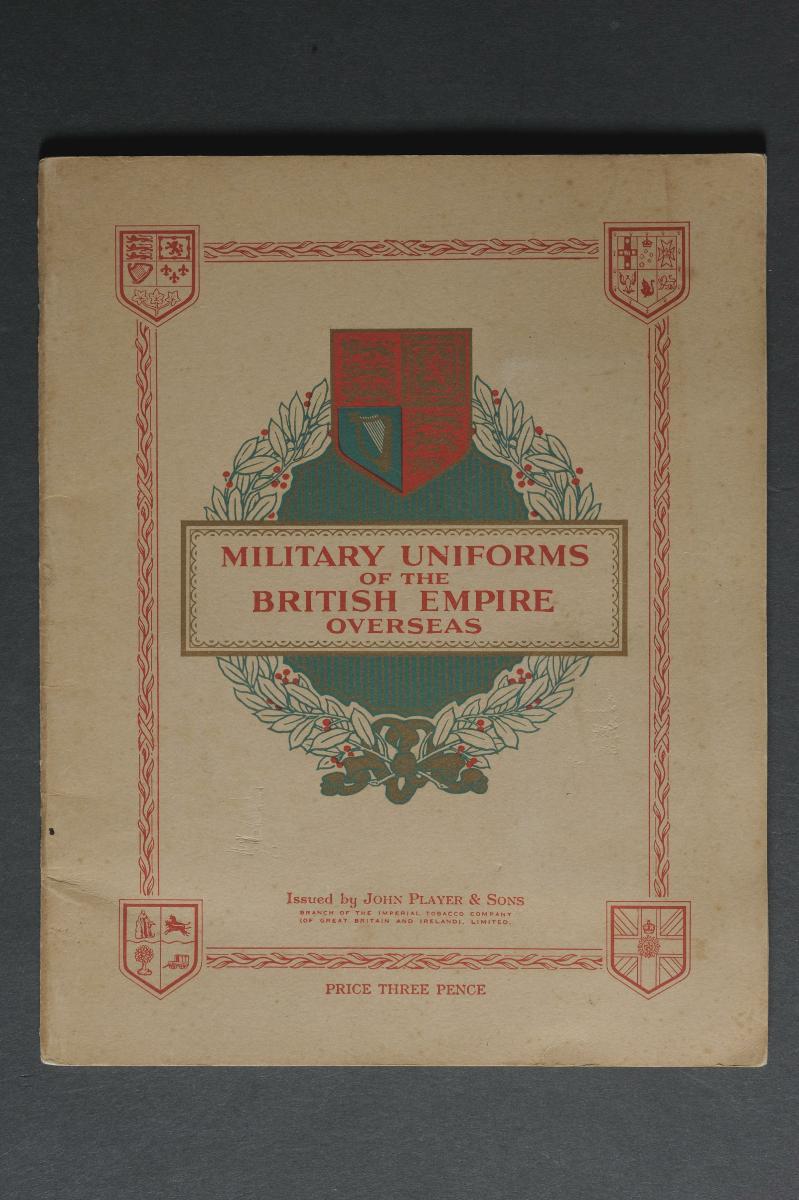 MILITARY UNIFORMS
OF THE
BRITISH EMPIRE
OVERSEAS
Issued by JOHN PLAYER & SONS
BRANCH OF THE IMPERIAL TOBACCO COMPANY
(OF GREAT BRITAIN AND IRELAND), LIMITED.
PRICE THREE PENCE